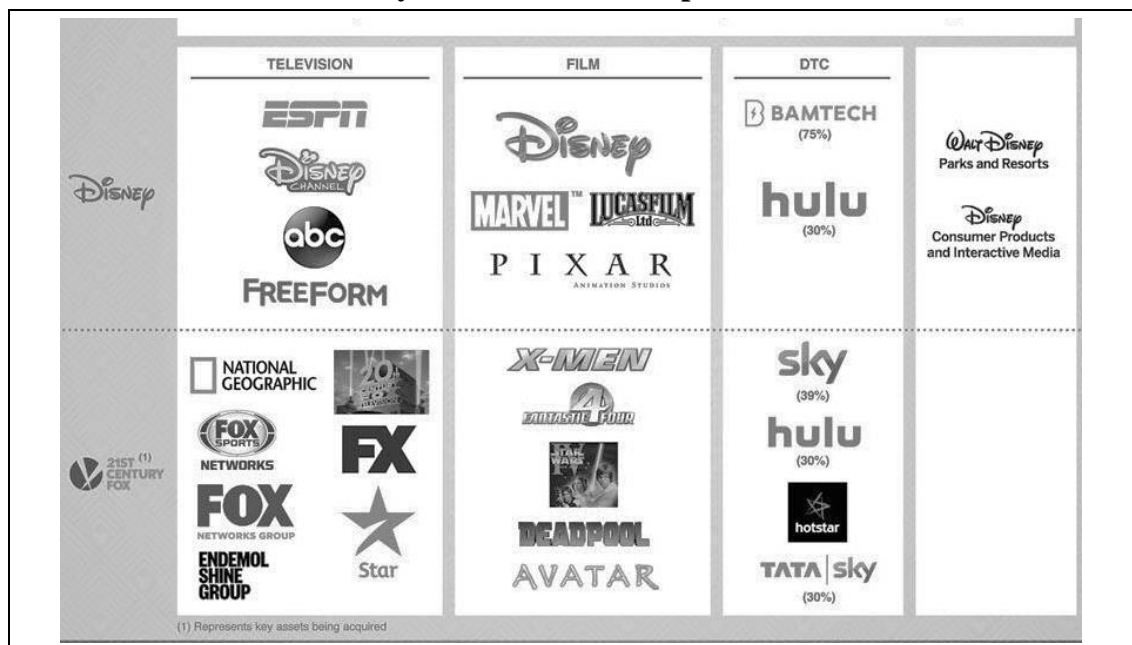 TELEVISION
FILM
DTC
ESPN
DISNEY
CHANNEL
abc
FREEFORM
DISNEY
MARVEL™
LUCASFILM
Ltd
PIXAR
ANIMATION STUDIOS
BAMTECH
(75%)
hulu
(30%)
WALT DISNEY
Parks and Resorts
DISNEY
Consumer Products
and Interactive Media
DISNEY
NATIONAL
GEOGRAPHIC
20th
CENTURY
FOX
FOX
SPORTS
NETWORKS
FX
FOX
NETWORKS GROUP
Star
ENDEMOL
SHINE
GROUP
X-MEN
4
FANTASTIC FOUR
STAR
WARS
IV
DEADPOOL
AVATAR
sky
(39%)
hulu
(30%)
hotstar
TATA | sky
(30%)
21ST (1)
CENTURY
FOX
(1) Represents key assets being acquired